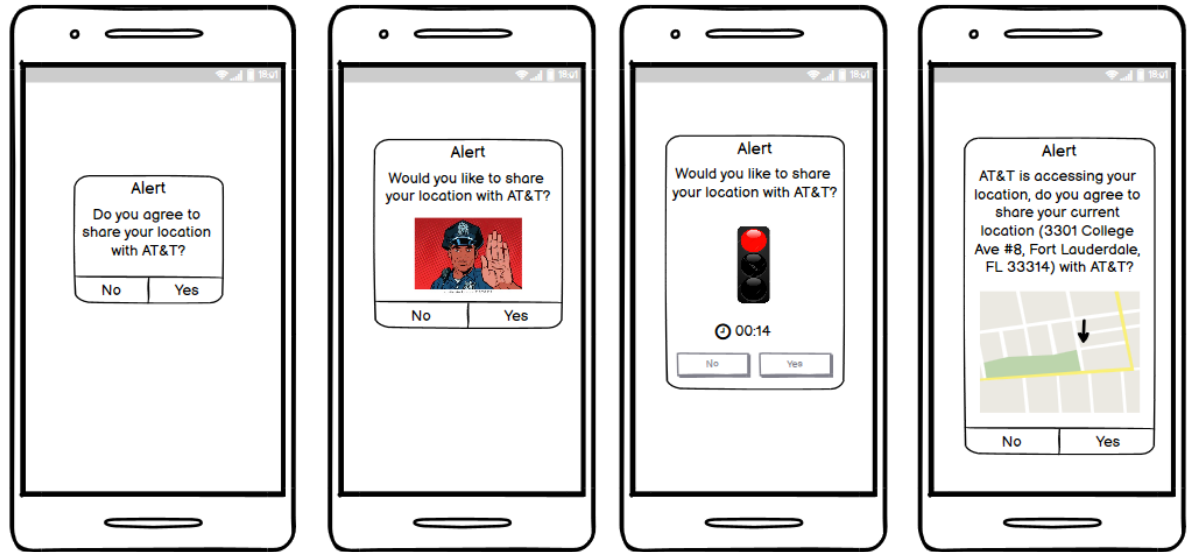 18:01
Alert
Do you agree to
share your location
with AT&T?
No
Yes
18:01
Alert
Would you like to share
your location with AT&T?
No
Yes
18:01
Alert
Would you like to share
your location with AT&T?
00:14
No
Yes
18:01
Alert
AT&T is accessing your
location, do you agree to
share your current
location (3301 College
Ave #8, Fort Lauderdale,
FL 33314) with AT&T?
No
Yes